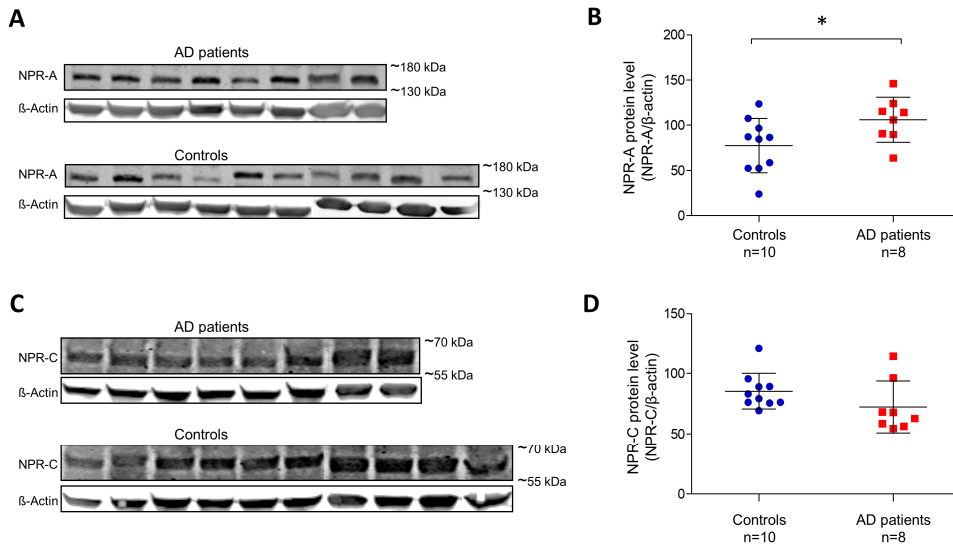 A
AD patients
NPR-A
~180 kDa
~130 kDa
ß-Actin
Controls
NPR-A
~180 kDa
~130 kDa
ß-Actin
B
*
NPR-A protein level
(NPR-A/β-actin)
200
150
100
50
0
Controls
n=10
AD patients
n=8
C
AD patients
NPR-C
~70 kDa
~55 kDa
ß-Actin
Controls
NPR-C
~70 kDa
~55 kDa
ß-Actin
D
NPR-C protein level
(NPR-C/β-actin)
150
100
50
0
Controls
n=10
AD patients
n=8